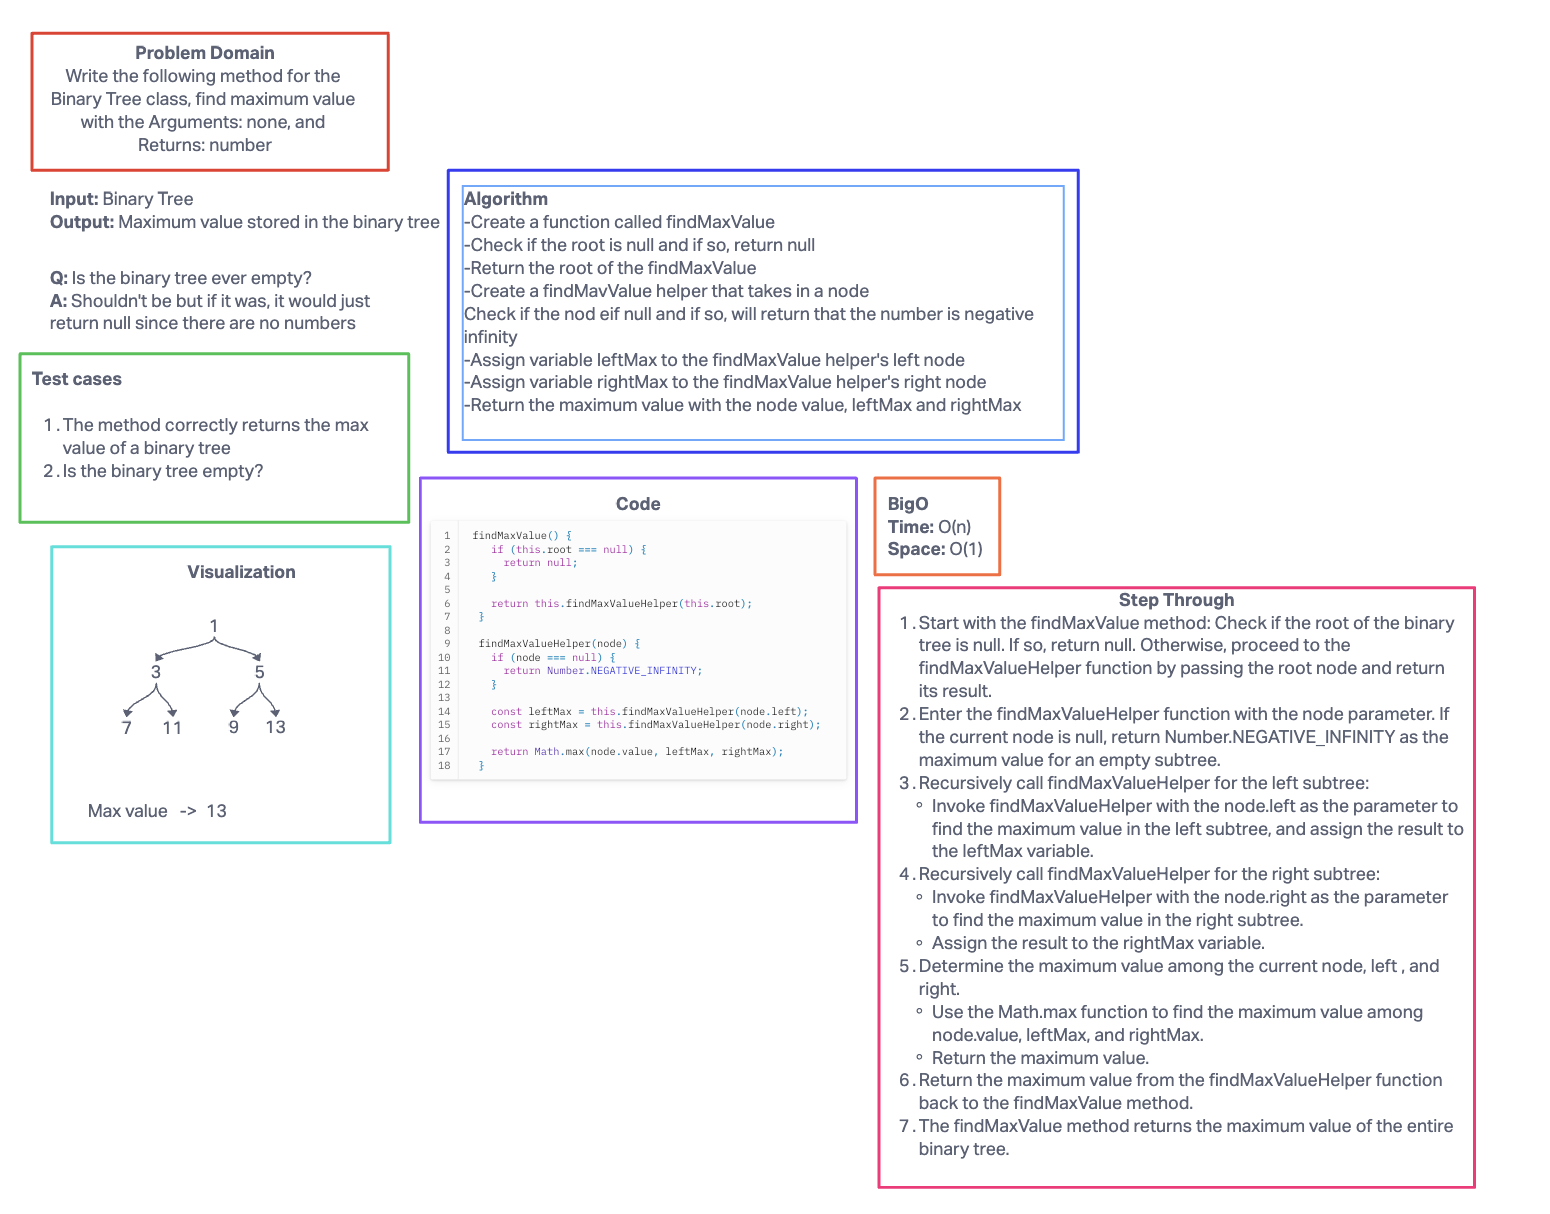 Problem Domain
Write the following method for the
Binary Tree class, find maximum value
with the Arguments: none, and
Returns: number
Input: Binary Tree
Output: Maximum value stored in the binary tree
Q: Is the binary tree ever empty?
A: Shouldn't be but if it was, it would just
return null since there are no numbers
Algorithm
-Create a function called findMaxValue
-Check if the root is null and if so, return null
-Return the root of the findMaxValue
-Create a findMavValue helper that takes in a node
Check if the nod eif null and if so, will return that the number is negative
infinity
-Assign variable leftMax to the findMaxValue helper's left node
-Assign variable rightMax to the findMaxValue helper's right node
-Return the maximum value with the node value, leftMax and rightMax
Test cases
1. The method correctly returns the max
value of a binary tree
2. Is the binary tree empty?
Visualization
1
3 5
7 11 9 13
Max value -> 13
Code
1 findMaxValue() {
2 if (this.root === null) {
3 return null;
4 }
5
6 return this.findMaxValueHelper(this.root);
7 }
8
9 findMaxValueHelper(node) {
10 if (node === null) {
11 return Number.NEGATIVE_INFINITY;
12 }
13
14 const leftMax = this.findMaxValueHelper(node.left);
15 const rightMax = this.findMaxValueHelper(node.right);
16
17 return Math.max(node.value, leftMax, rightMax);
18 }
BigO
Time: O(n)
Space: O(1)
Step Through
1. Start with the findMaxValue method: Check if the root of the binary
tree is null. If so, return null. Otherwise, proceed to the
findMaxValueHelper function by passing the root node and return
its result.
2. Enter the findMaxValueHelper function with the node parameter. If
the current node is null, return Number.NEGATIVE_INFINITY as the
maximum value for an empty subtree.
3. Recursively call findMaxValueHelper for the left subtree:
◦ Invoke findMaxValueHelper with the node.left as the parameter to
find the maximum value in the left subtree, and assign the result to
the leftMax variable.
4. Recursively call findMaxValueHelper for the right subtree:
◦ Invoke findMaxValueHelper with the node.right as the parameter
to find the maximum value in the right subtree.
◦ Assign the result to the rightMax variable.
5. Determine the maximum value among the current node, left , and
right.
◦ Use the Math.max function to find the maximum value among
node.value, leftMax, and rightMax.
◦ Return the maximum value.
6. Return the maximum value from the findMaxValueHelper function
back to the findMaxValue method.
7. The findMaxValue method returns the maximum value of the entire
binary tree.